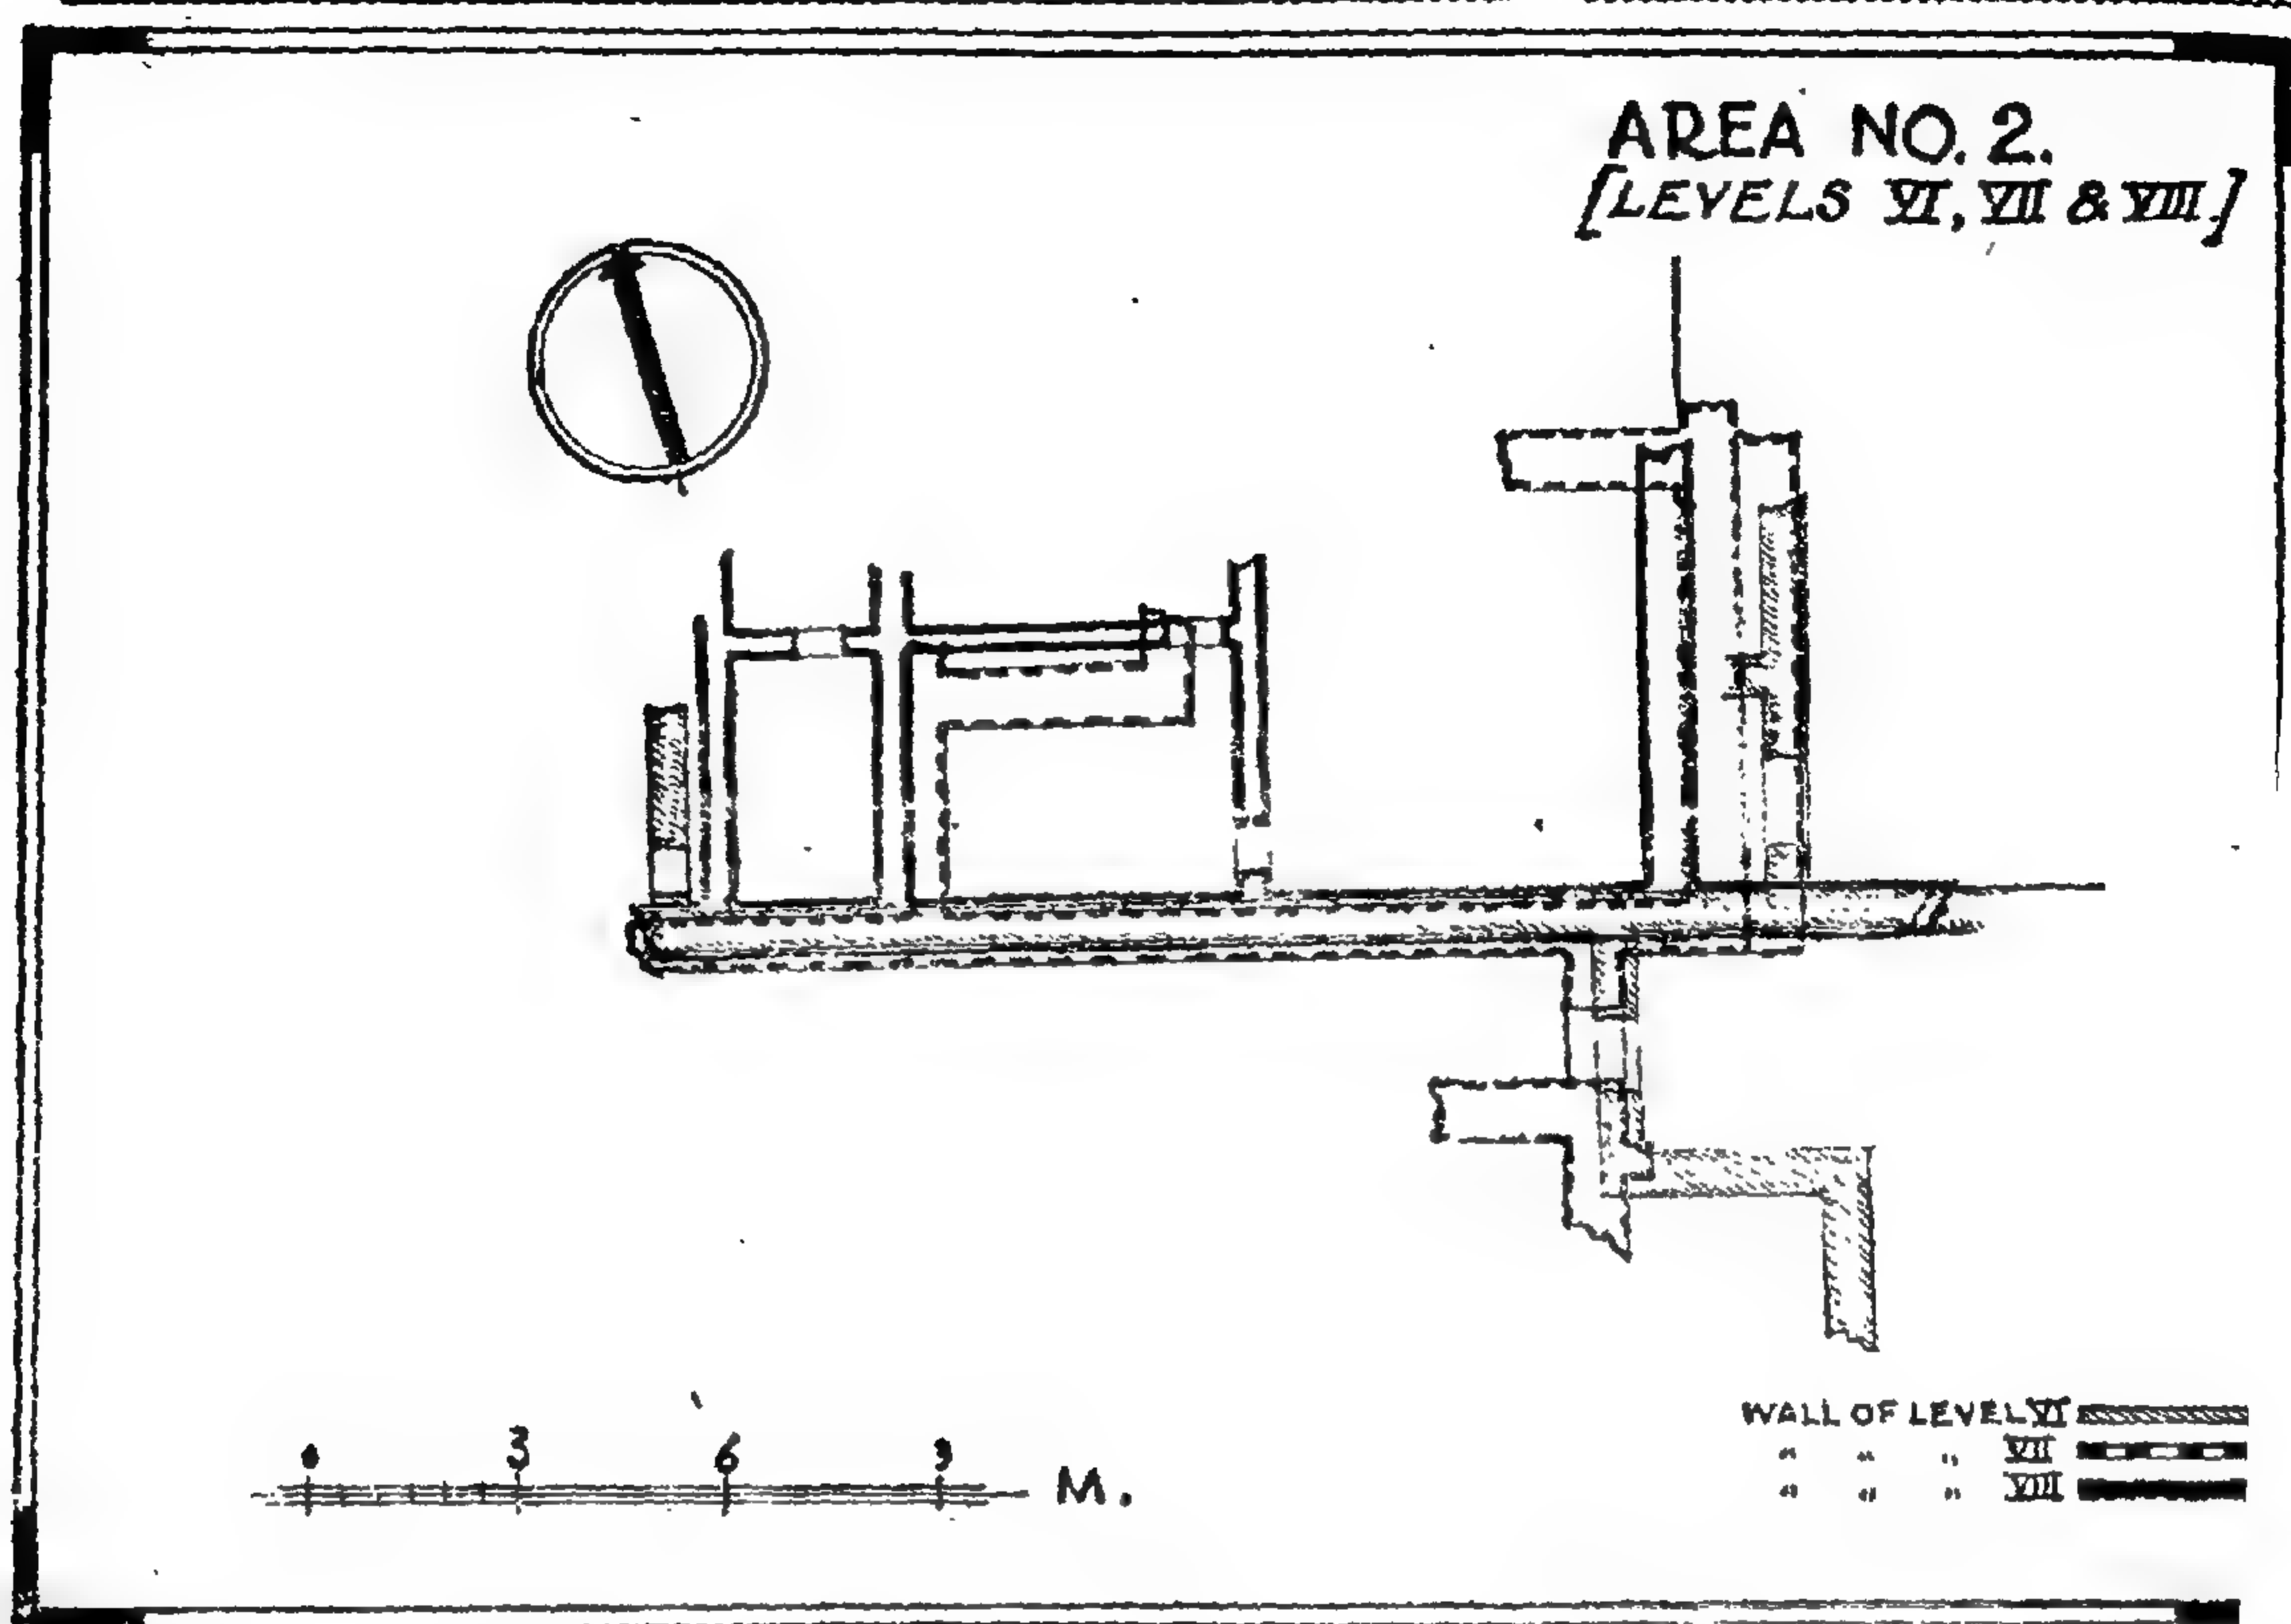 AREA NO. 2.
[LEVELS VI, VII & VIII.]
0 3 6 9 M.
WALL OF LEVEL VI
" " " VII
" " " VIII